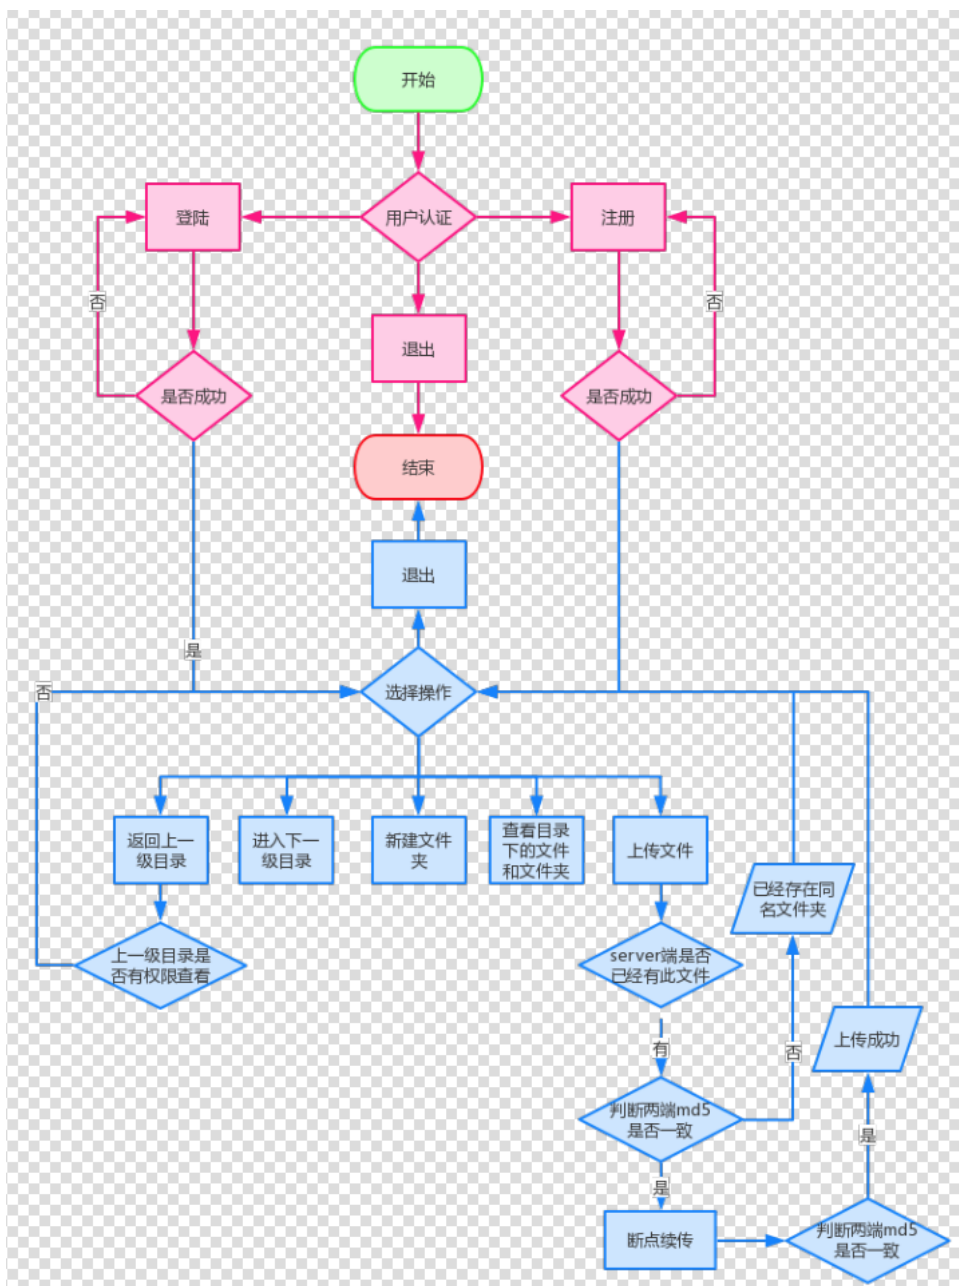 开始
登陆
用户认证
注册
否
否
退出
是否成功
是否成功
结束
退出
是
否
选择操作
返回上一
级目录
进入下一
级目录
新建文件
夹
查看目录
下的文件
和文件夹
上传文件
已经存在同
名文件夹
上一级目录是
否有权限查看
server端是否
已经有此文件
有
否
上传成功
判断两端md5
是否一致
是
是
断点续传
判断两端md5
是否一致